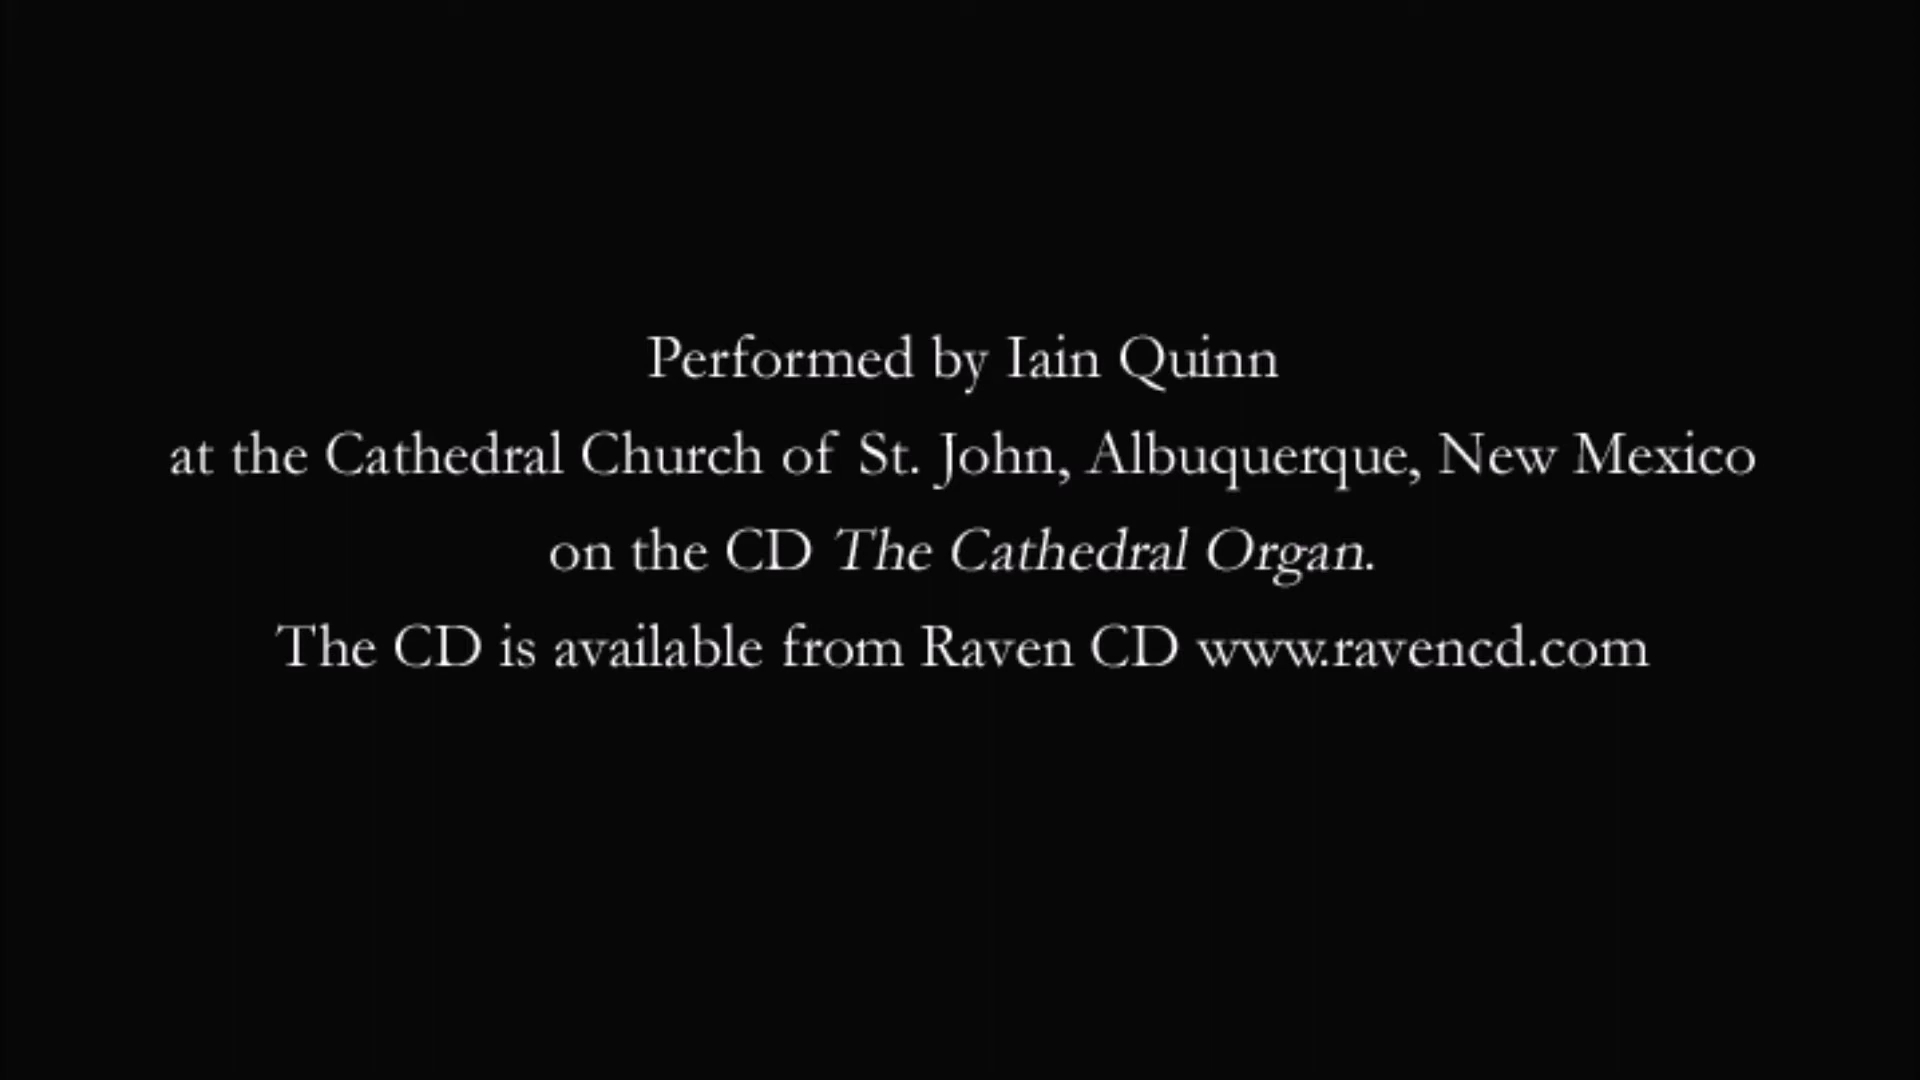 Performed by Iain Quinn
at the Cathedral Church of St. John, Albuquerque, New Mexico
on the CD The Cathedral Organ.
The CD is available from Raven CD www.ravencd.com